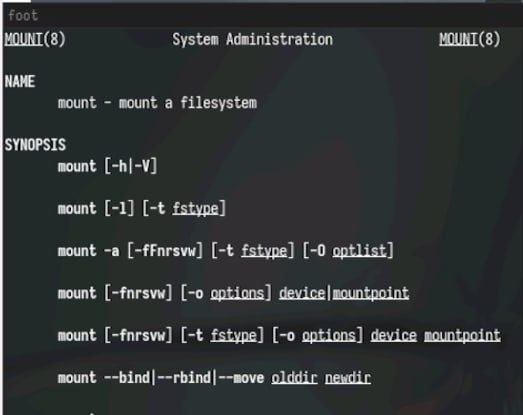 foot
MOUNT(8) System Administration MOUNT(8)
NAME
mount - mount a filesystem
SYNOPSIS
mount [-h|-V]
mount [-l] [-t fstype]
mount -a [-fFnrsvw] [-t fstype] [-O optlist]
mount [-fnrsvw] [-o options] device|mountpoint
mount [-fnrsvw] [-t fstype] [-o options] device mountpoint
mount --bind|--rbind|--move olddir newdir